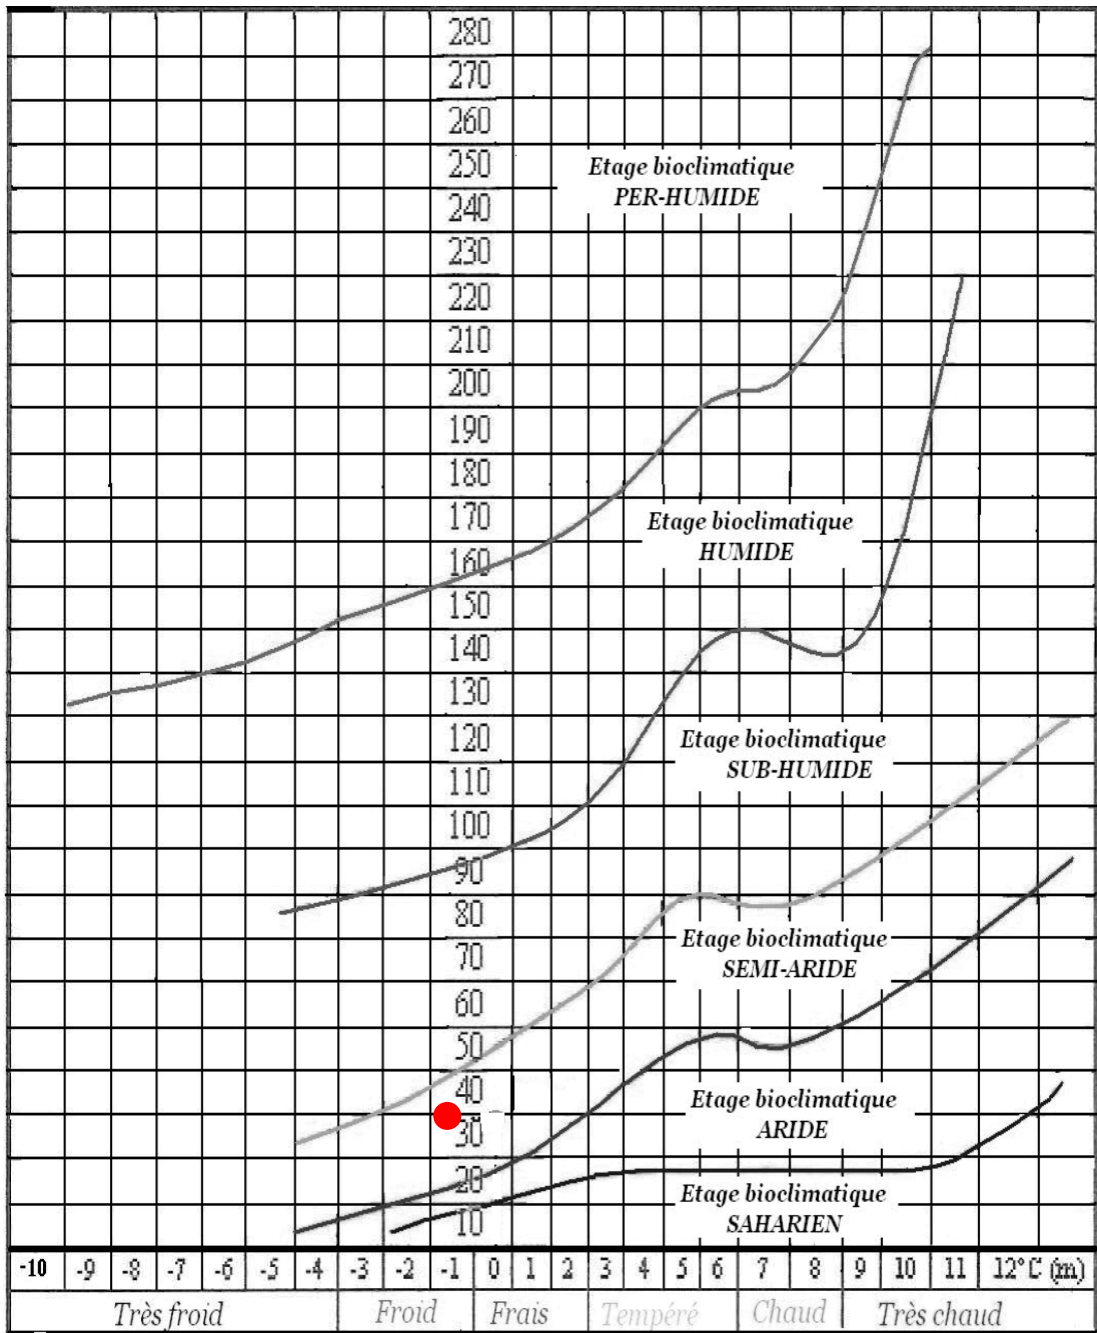 280
270
260
250
Etage bioclimatique
PER-HUMIDE
240
230
220
210
200
190
180
170
Etage bioclimatique
HUMIDE
160
150
140
130
120
Etage bioclimatique
SUB-HUMIDE
110
100
90
80
Etage bioclimatique
SEMI-ARIDE
70
60
50
40
Etage bioclimatique
ARIDE
30
20
Etage bioclimatique
SAHARIEN
10
-10 -9 -8 -7 -6 -5 -4 -3 -2 -1 0 1 2 3 4 5 6 7 8 9 10 11 12°C (m)
Très froid Froid Frais Tempéré Chaud Très chaud